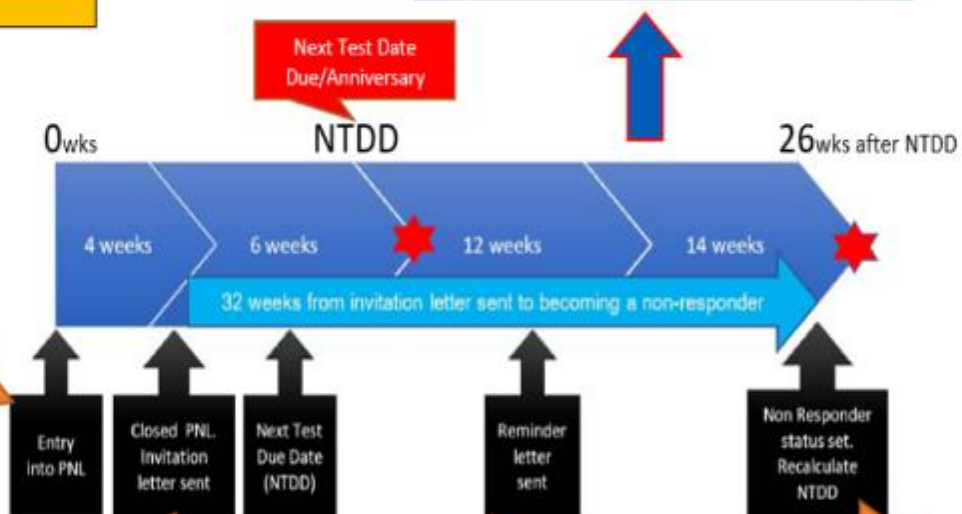 Next Test Date
Due/Anniversary
0wks
NTDD
26wks after NTDD
4 weeks
6 weeks
12 weeks
14 weeks
32 weeks from invitation letter sent to becoming a non-responder
Entry
into PNL
Closed PNL.
Invitation
letter sent
Next Test
Due Date
(NTDD)
Reminder
letter
sent
Non Responder
status set.
Recalculate
NTDD